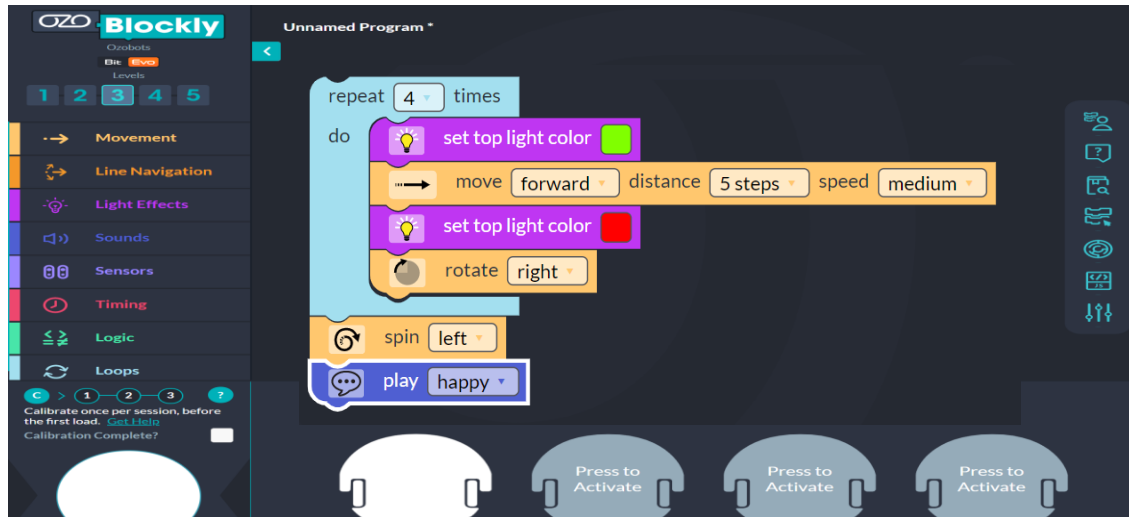 OZO Blockly
Unnamed Program *
Ozobots
Bit Evo
Levels
1 2 3 4 5
Movement
Line Navigation
Light Effects
Sounds
Sensors
Timing
Logic
Loops
C > 1 2 3 ?
Calibrate once per session, before
the first load. Get Help
Calibration Complete?
repeat 4 times
do
set top light color
move forward distance 5 steps speed medium
set top light color
rotate right
spin left
play happy
Press to
Activate
Press to
Activate
Press to
Activate